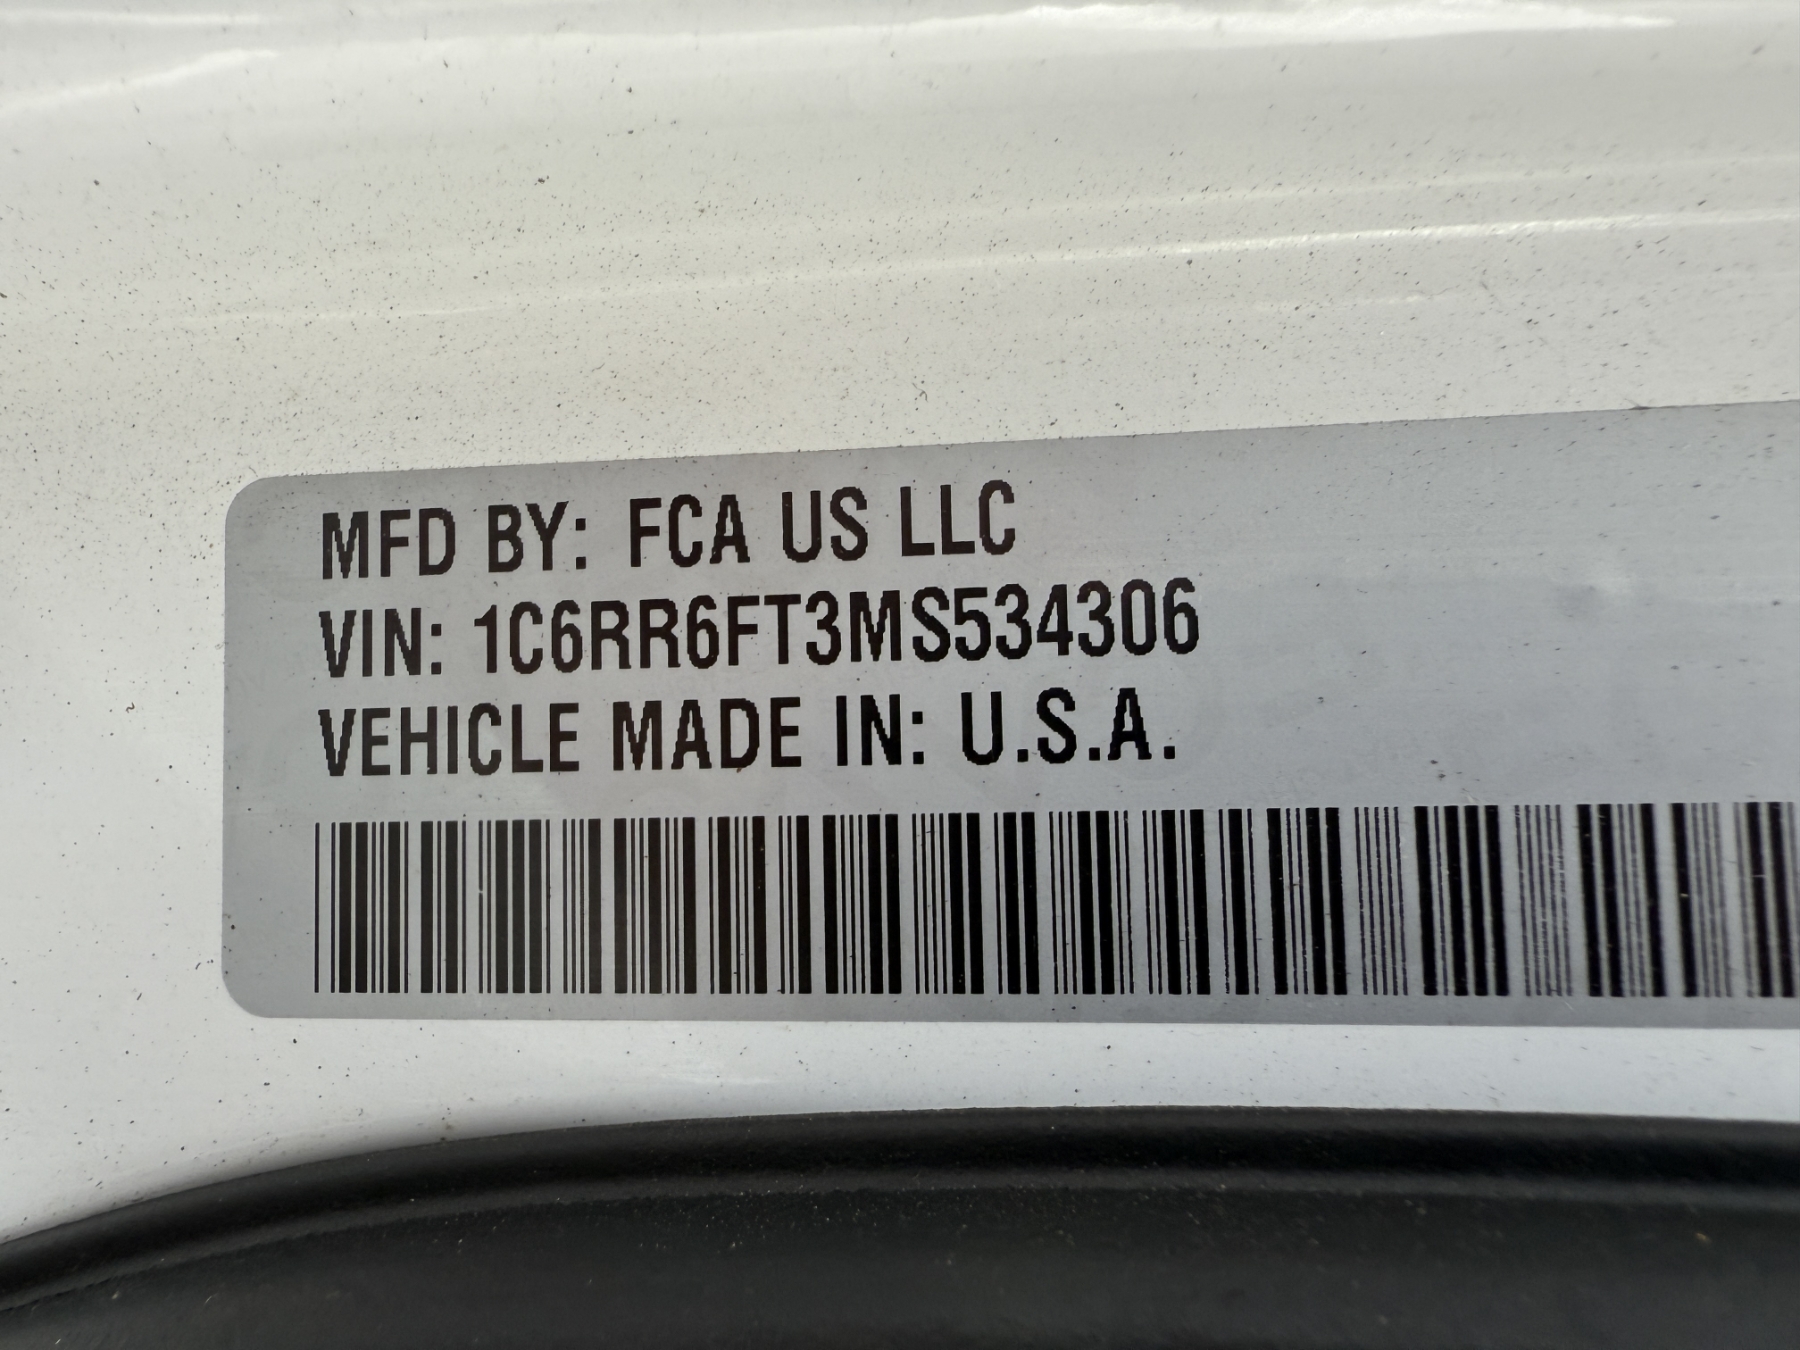 MFD BY: FCA US LLC
VIN: 1C6RR6FT3MS534306
VEHICLE MADE IN: U.S.A.